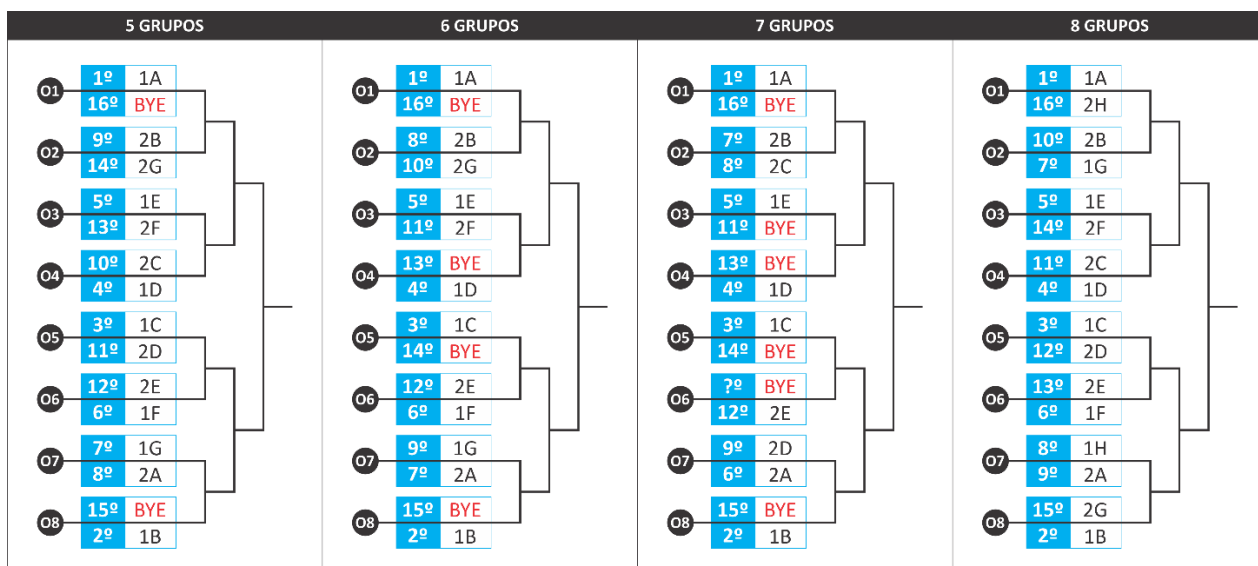 5 GRUPOS
O1
1º 1A
16º BYE
O2
9º 2B
14º 2G
O3
5º 1E
13º 2F
O4
10º 2C
4º 1D
O5
3º 1C
11º 2D
O6
12º 2E
6º 1F
O7
7º 1G
8º 2A
O8
15º BYE
2º 1B
6 GRUPOS
O1
1º 1A
16º BYE
O2
8º 2B
10º 2G
O3
5º 1E
11º 2F
O4
13º BYE
4º 1D
O5
3º 1C
14º BYE
O6
12º 2E
6º 1F
O7
9º 1G
7º 2A
O8
15º BYE
2º 1B
7 GRUPOS
O1
1º 1A
16º BYE
O2
7º 2B
8º 2C
O3
5º 1E
11º BYE
O4
13º BYE
4º 1D
O5
3º 1C
14º BYE
O6
?º BYE
12º 2E
O7
9º 2D
6º 2A
O8
15º BYE
2º 1B
8 GRUPOS
O1
1º 1A
16º 2H
O2
10º 2B
7º 1G
O3
5º 1E
14º 2F
O4
11º 2C
4º 1D
O5
3º 1C
12º 2D
O6
13º 2E
6º 1F
O7
8º 1H
9º 2A
O8
15º 2G
2º 1B